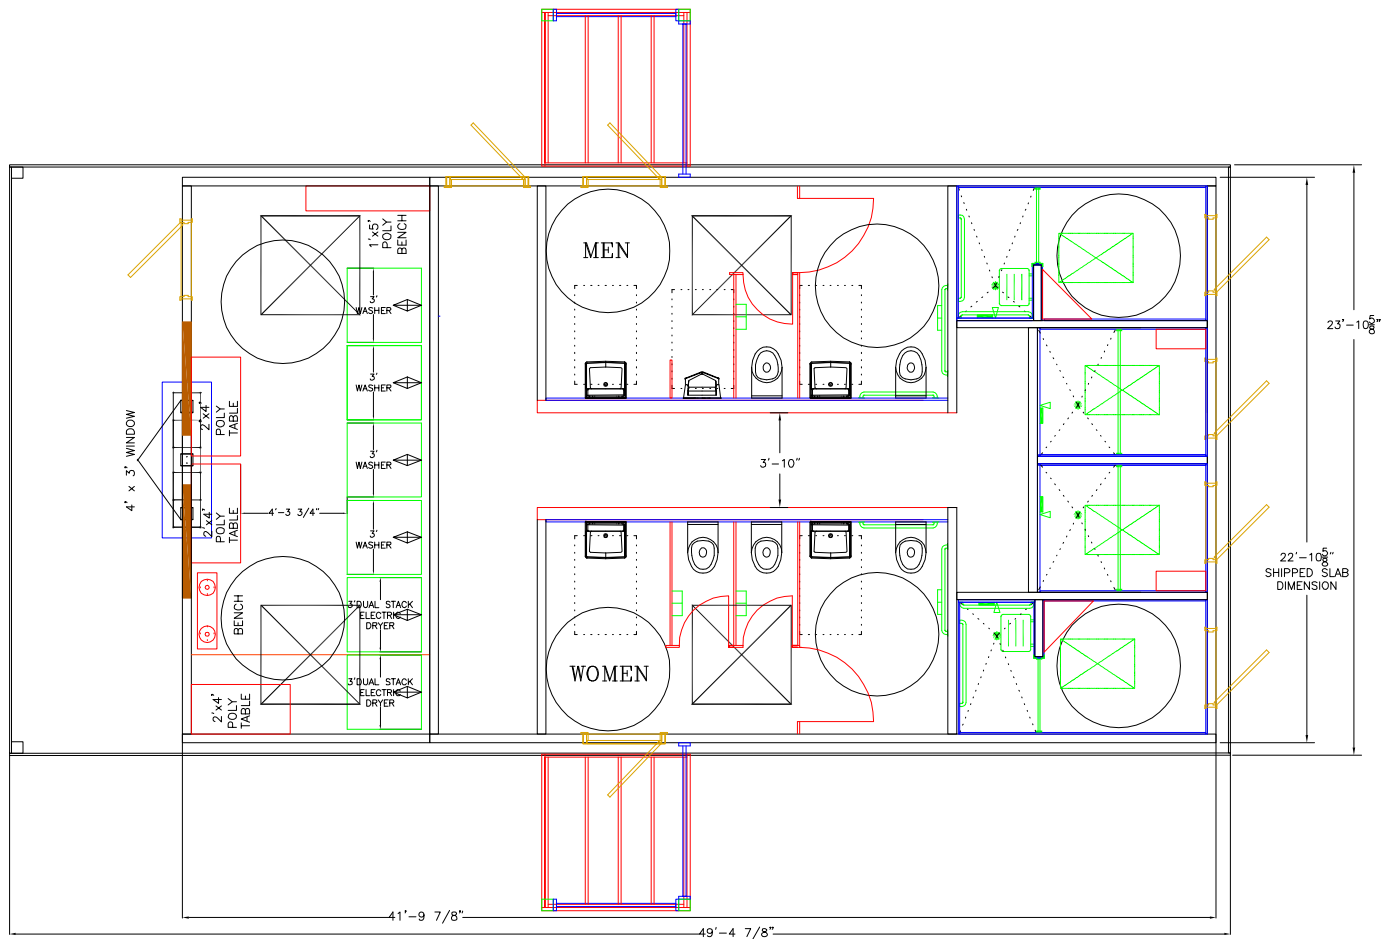 MEN
1'x5'
POLY
BENCH
3'
WASHER
3'
WASHER
3'
WASHER
3'
WASHER
3'DUAL STACK
ELECTRIC
DRYER
3'DUAL STACK
ELECTRIC
DRYER
4' x 3' WINDOW
2'x4'
POLY
TABLE
2'x4'
POLY
TABLE
4'-3 3/4"
BENCH
2'x4'
POLY
TABLE
3'-10"
WOMEN
23'-10 5/8"
22'-10 5/8"
SHIPPED SLAB
DIMENSION
41'-9 7/8"
49'-4 7/8"